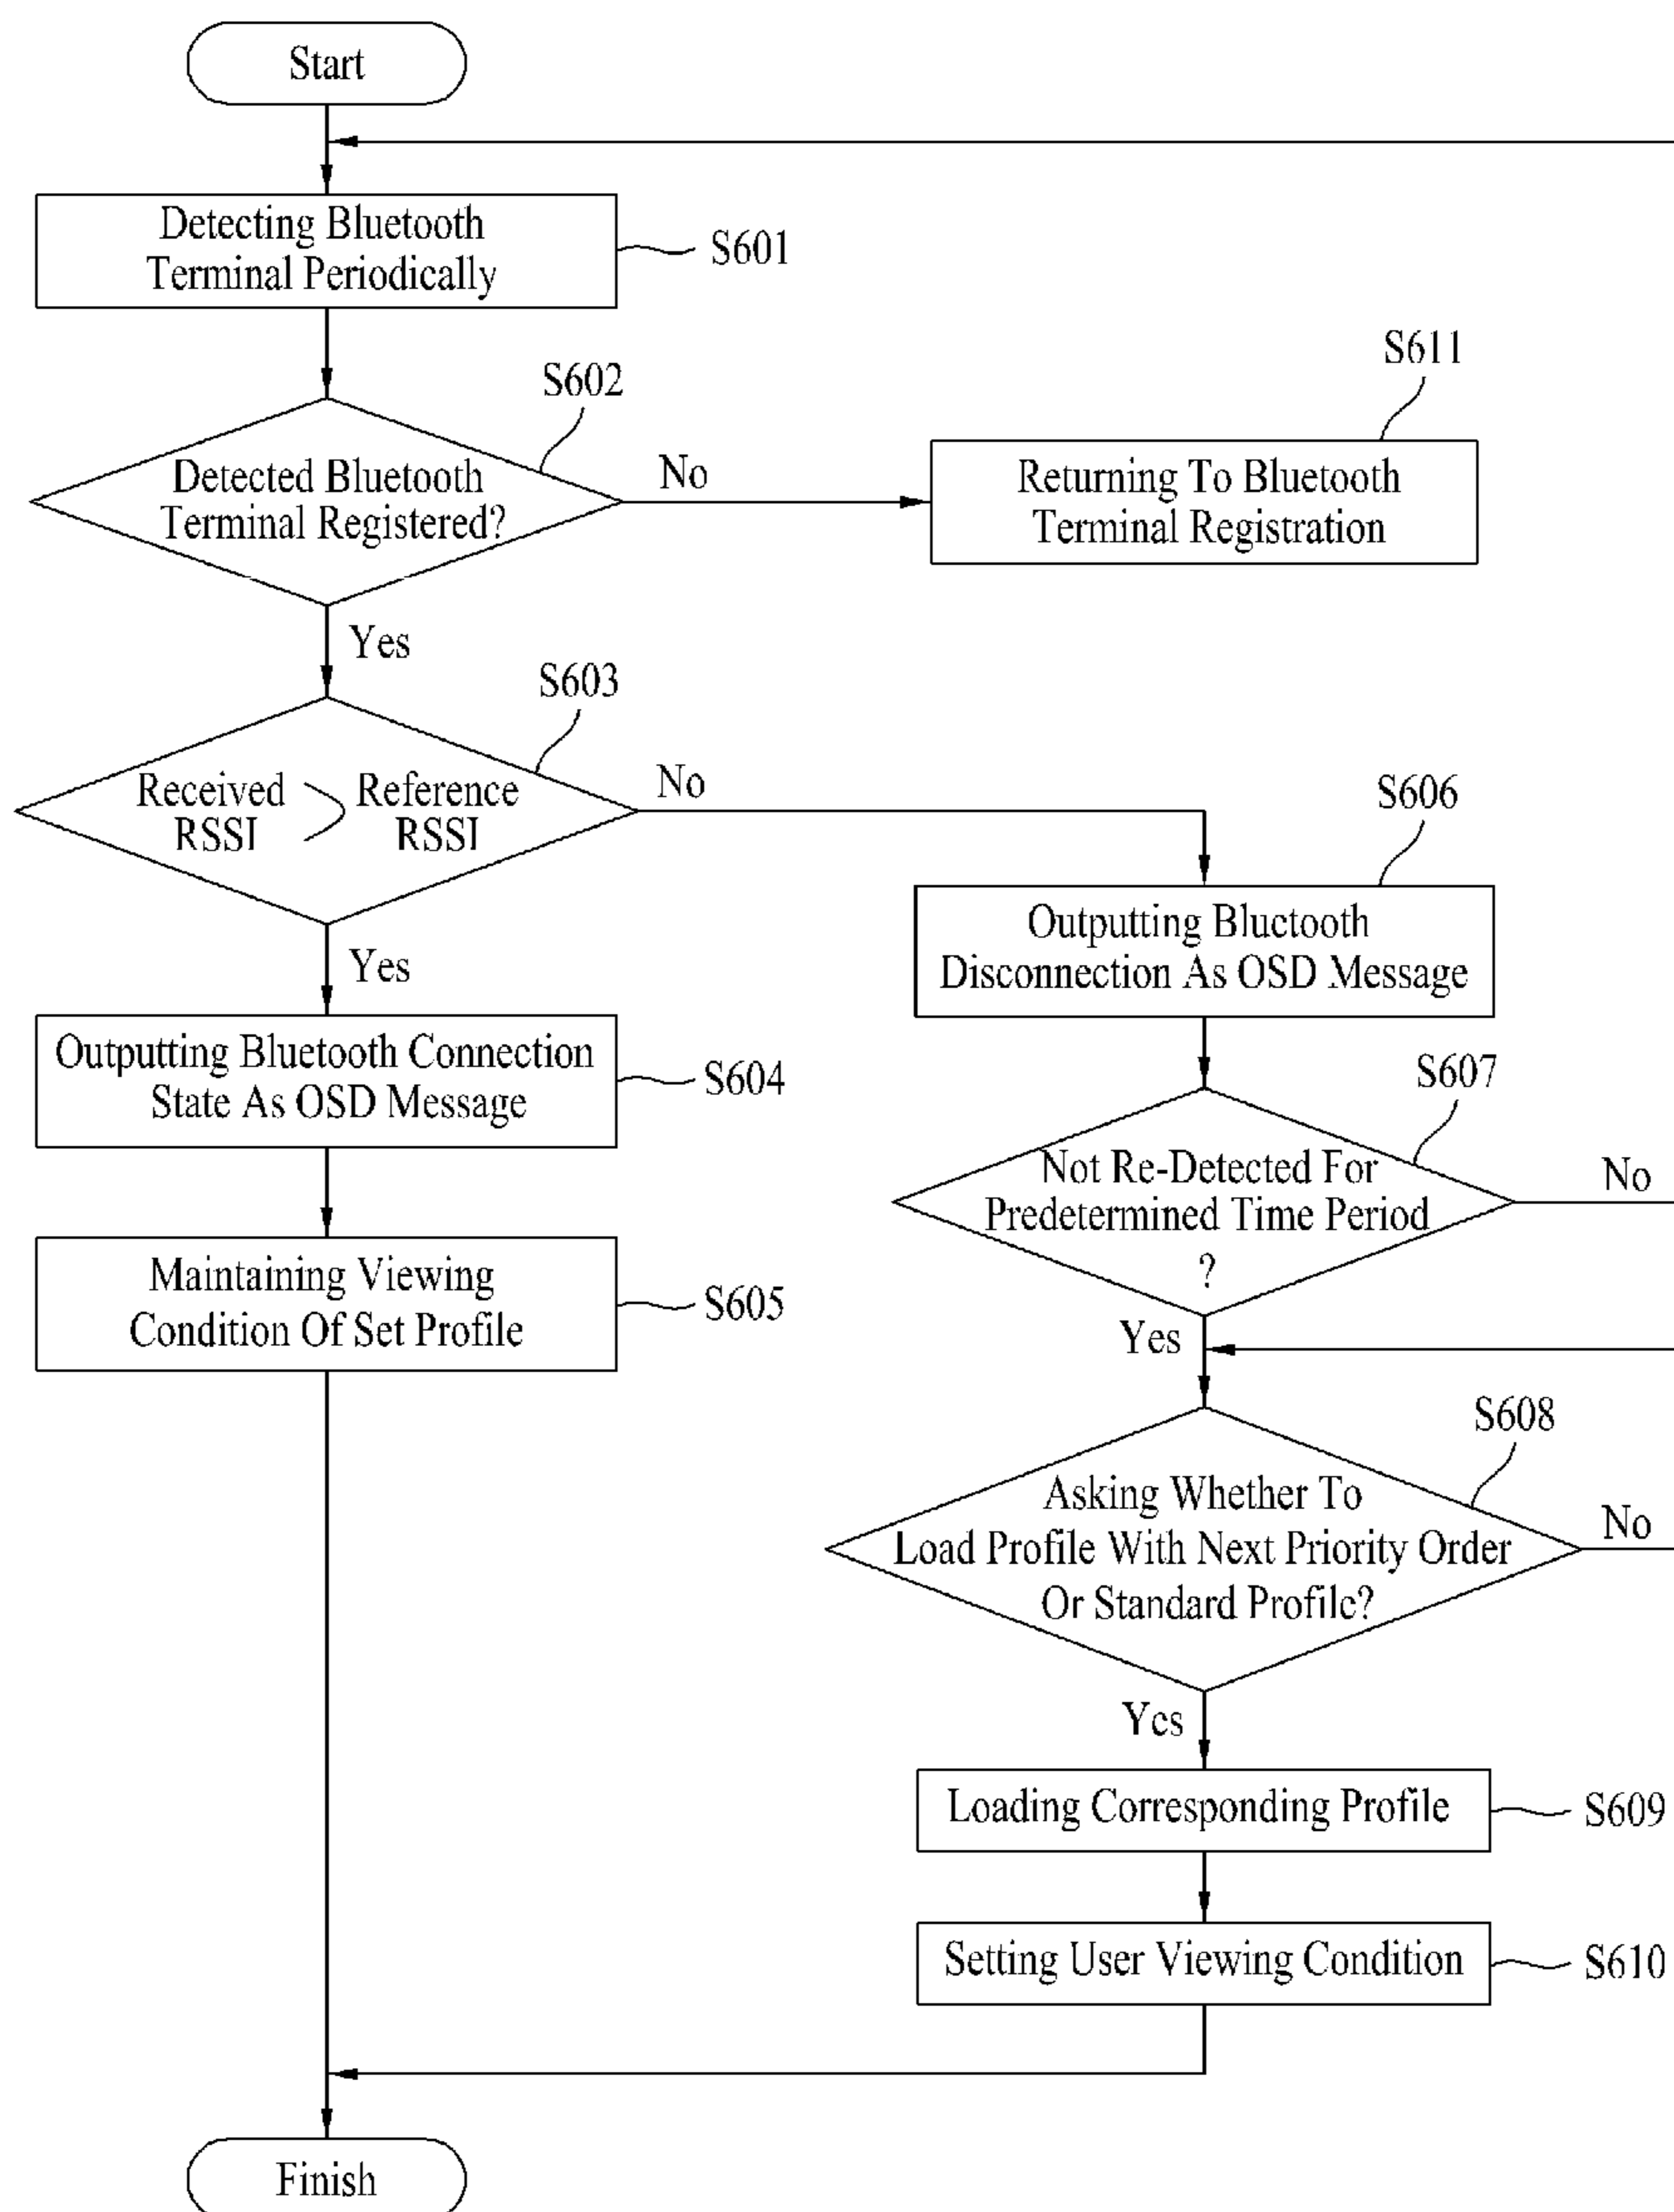 Start
Detecting Bluetooth
Terminal Periodically
S601
S602
Detected Bluetooth
Terminal Registered?
No
S611
Returning To Bluetooth
Terminal Registration
Yes
S603
Received
RSSI
>
Reference
RSSI
No
S606
Outputting Bluctooth
Disconnection As OSD Message
Yes
Outputting Bluetooth Connection
State As OSD Message
S604
S607
Not Re-Detected For
Predetermined Time Period
?
No
Maintaining Viewing
Condition Of Set Profile
S605
Yes
S608
Asking Whether To
Load Profile With Next Priority Order
Or Standard Profile?
No
Yes
Loading Corresponding Profile
S609
Setting User Viewing Condition
S610
Finish